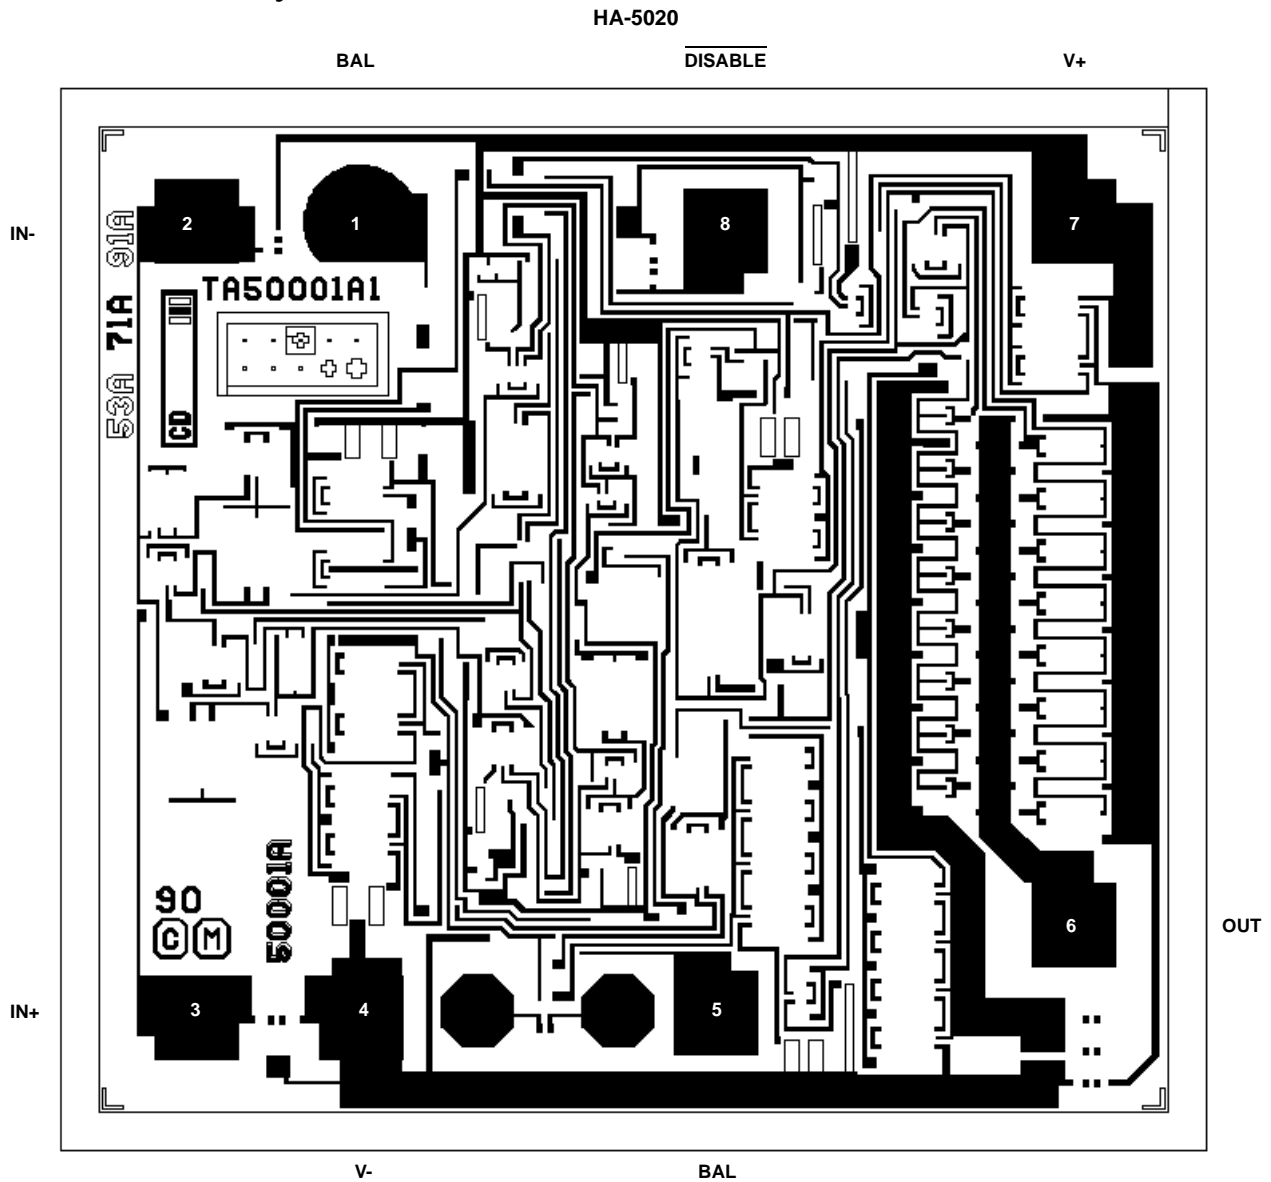 HA-5020
BAL
DISABLE
V+
IN-
2
1
8
7
91A
TA50001A1
71A
53A
CD
90
C M
50001A
6
OUT
IN+
3
4
5
V-
BAL